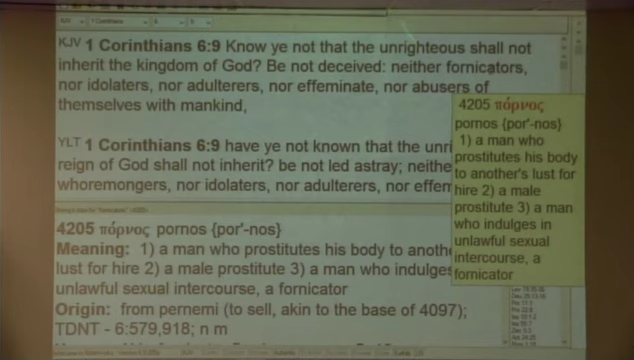 KJV 1 Corinthians 6:9 Know ye not that the unrighteous shall not
inherit the kingdom of God? Be not deceived: neither fornicators,
nor idolaters, nor adulterers, nor effeminate, nor abusers of
themselves with mankind,
YLT 1 Corinthians 6:9 have ye not known that the unri
reign of God shall not inherit? be not led astray; neithe
whoremongers, nor idolaters, nor adulterers, nor effem
4205 πόρνος
pornos {por'-nos}
1) a man who
prostitutes his body
to another's lust for
hire 2) a male
prostitute 3) a man
who indulges in
unlawful sexual
intercourse, a
fornicator
4205 πόρνος pornos {por'-nos}
Meaning: 1) a man who prostitutes his body to anothe
lust for hire 2) a male prostitute 3) a man who indulges
unlawful sexual intercourse, a fornicator
Origin: from pernemi (to sell, akin to the base of 4097);
TDNT - 6:579,918; n m